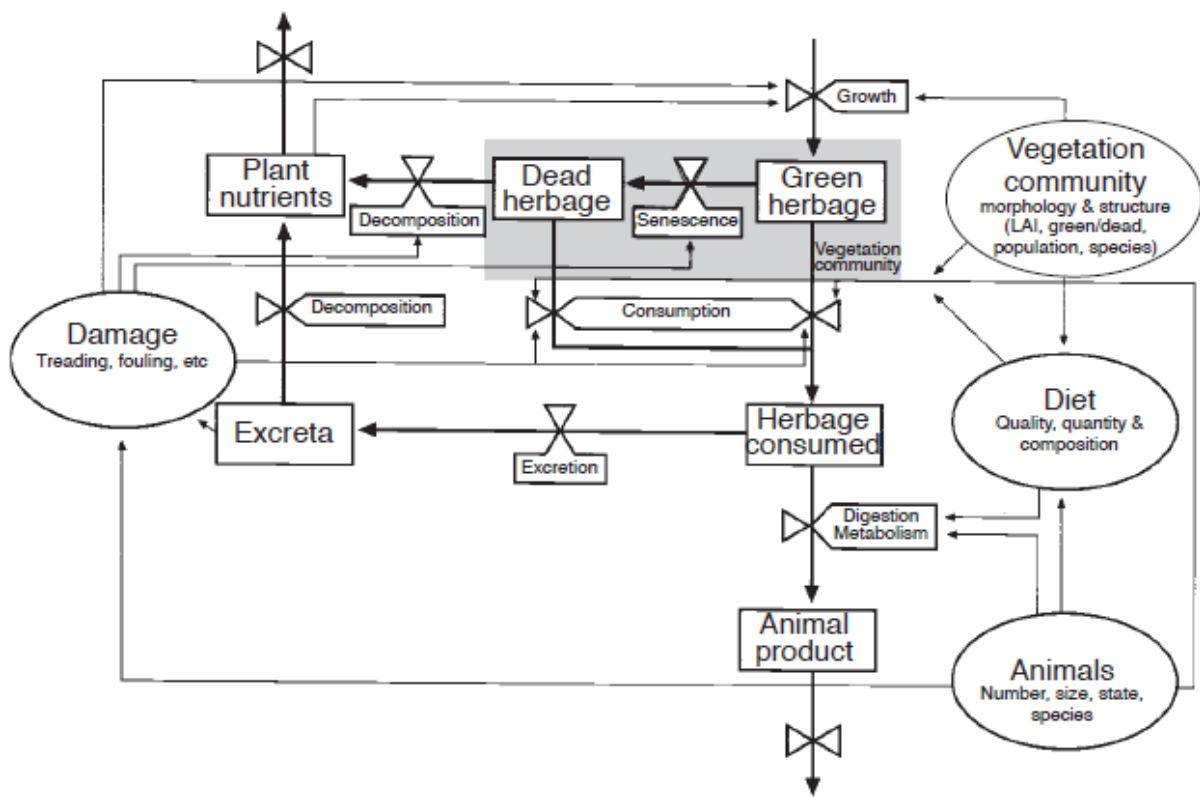 Growth
Vegetation
community
morphology & structure
(LAI, green/dead,
population, species)
Plant
nutrients
Decomposition
Dead
herbage
Senescence
Green
herbage
Vegetation
community
Decomposition
Consumption
Damage
Treading, fouling, etc
Diet
Quality, quantity &
composition
Excreta
Excretion
Herbage
consumed
Digestion
Metabolism
Animal
product
Animals
Number, size, state,
species